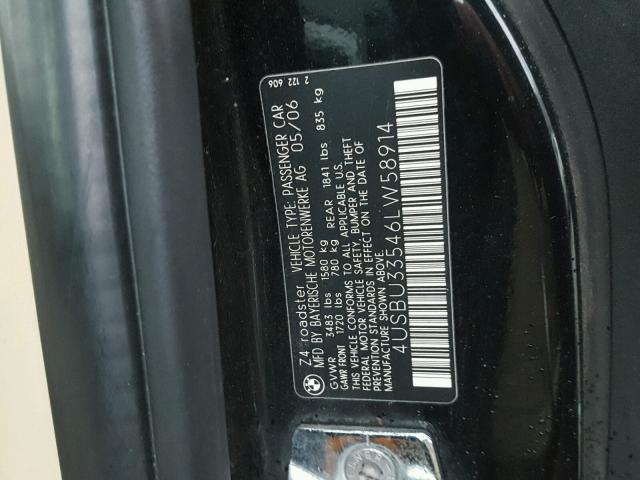 Z4 roadster VEHICLE TYPE: PASSENGER CAR
MFD BY BAYERISCHE MOTORENWERKE AG 05/06
GVWR 3483 lbs 1580 kg REAR 1841 lbs 835 kg
GAWR FRONT 1720 lbs 780 kg
THIS VEHICLE CONFORMS TO ALL APPLICABLE U.S.
FEDERAL MOTOR VEHICLE SAFETY, BUMPER AND THEFT
PREVENTION STANDARDS IN EFFECT ON THE DATE OF
MANUFACTURE SHOWN ABOVE.
4USBU33546LW58914
2 122 606
BMW